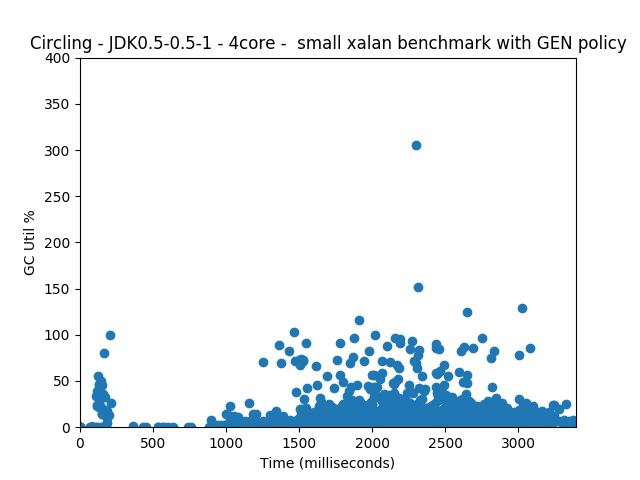 Circling - JDK0.5-0.5-1 - 4core -  small xalan benchmark with GEN policy
400
350
300
250
200
150
100
50
0
GC Util %
0 500 1000 1500 2000 2500 3000
Time (milliseconds)